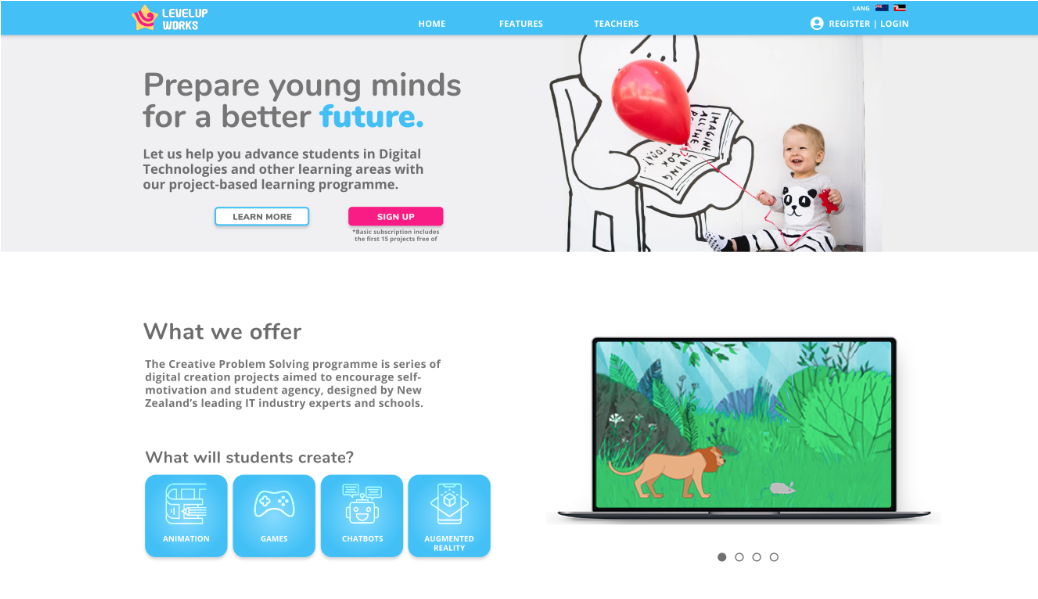 LEVELUP
WORKS
HOME
FEATURES
TEACHERS
LANG
REGISTER | LOGIN
Prepare young minds
for a better future.
Let us help you advance students in Digital
Technologies and other learning areas with
our project-based learning programme.
LEARN MORE
SIGN UP
*Basic subscription includes
the first 15 projects free of
IMAGINE
ALL THE
LIVING
FOX
TODAY...
What we offer
The Creative Problem Solving programme is series of
digital creation projects aimed to encourage self-
motivation and student agency, designed by New
Zealand's leading IT industry experts and schools.
What will students create?
ANIMATION
GAMES
CHATBOTS
AUGMENTED
REALITY